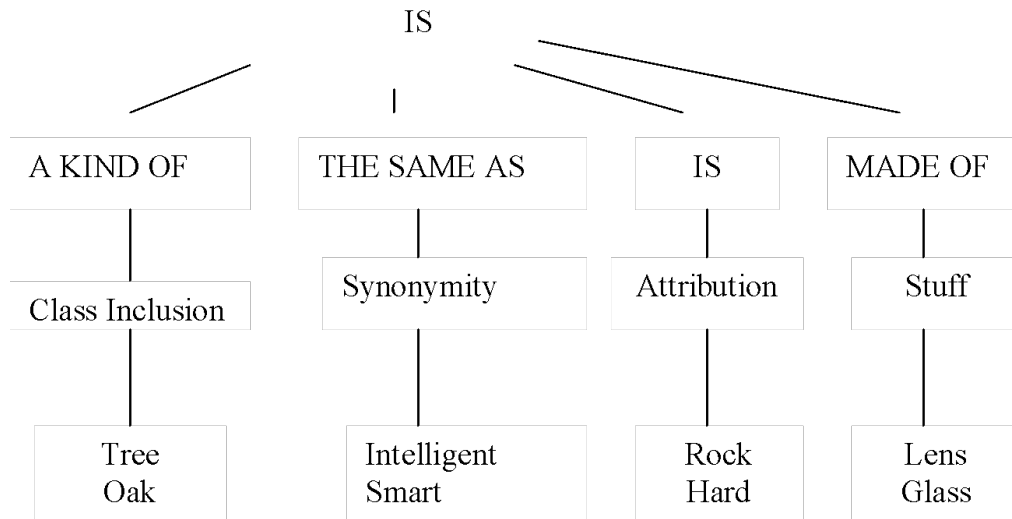 IS
A KIND OF
THE SAME AS
IS
MADE OF
Class Inclusion
Synonymity
Attribution
Stuff
Tree
Oak
Intelligent
Smart
Rock
Hard
Lens
Glass